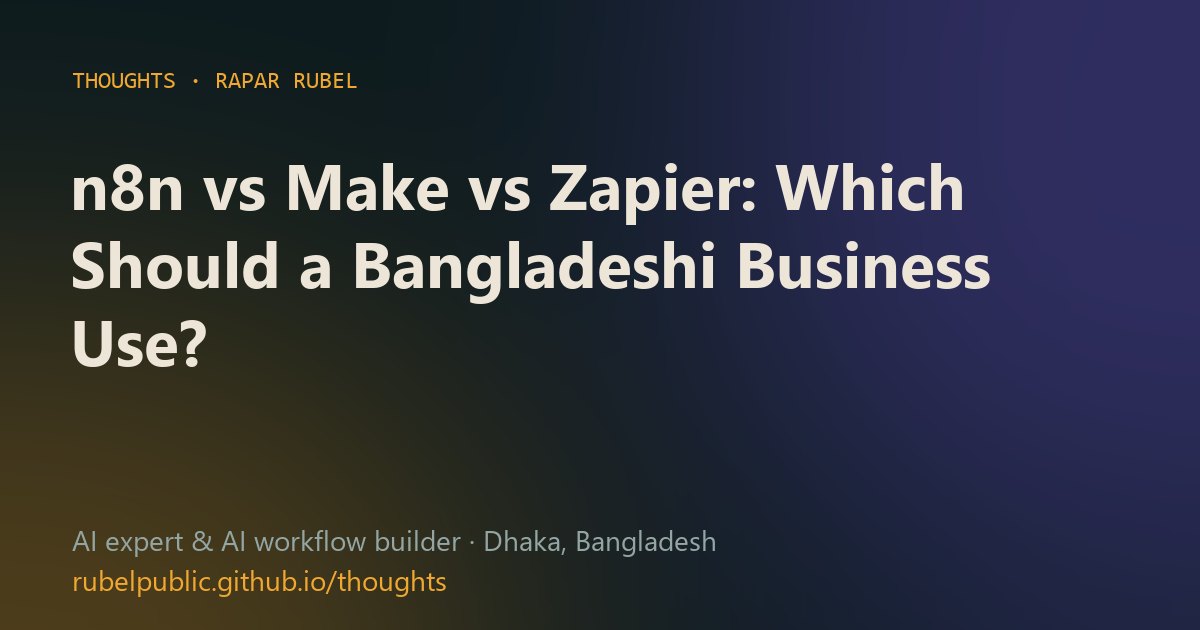 THOUGHTS · RAPAR RUBEL
n8n vs Make vs Zapier: Which
Should a Bangladeshi Business
Use?
AI expert & AI workflow builder · Dhaka, Bangladesh
rubelpublic.github.io/thoughts